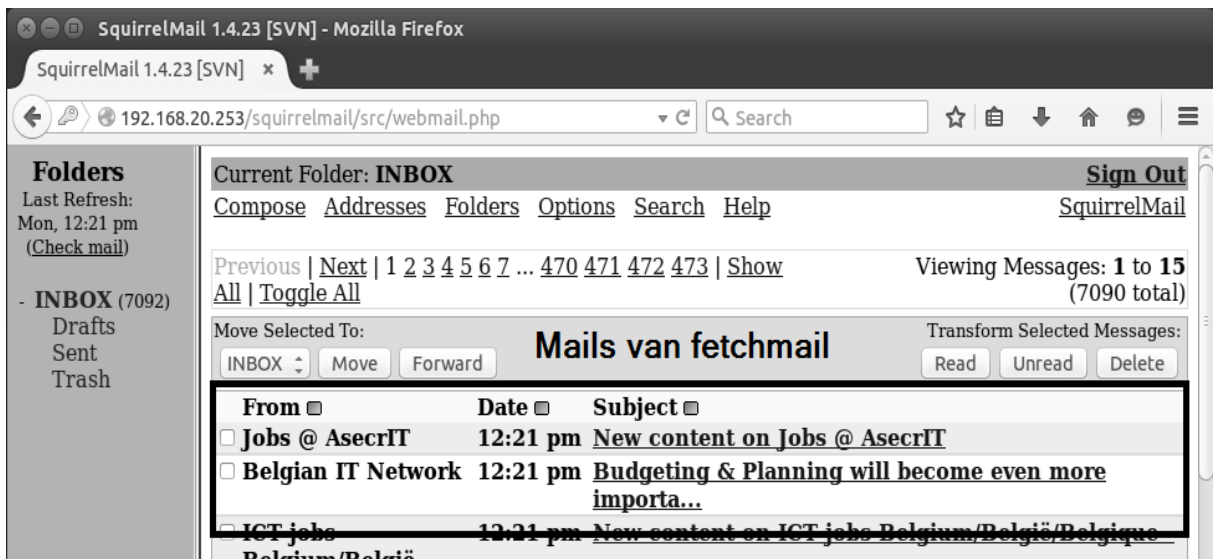 SquirrelMail 1.4.23 [SVN] - Mozilla Firefox
SquirrelMail 1.4.23 [SVN]
192.168.20.253/squirrelmail/src/webmail.php
Search
Folders
Last Refresh:
Mon, 12:21 pm
(Check mail)
- INBOX (7092)
Drafts
Sent
Trash
Current Folder: INBOX
Sign Out
Compose Addresses Folders Options Search Help
SquirrelMail
Previous | Next | 1 2 3 4 5 6 7 ... 470 471 472 473 | Show
All | Toggle All
Viewing Messages: 1 to 15
(7090 total)
Move Selected To:
Mails van fetchmail
Transform Selected Messages:
INBOX Move Forward
Read Unread Delete
From Date Subject
Jobs @ AsecrIT 12:21 pm New content on Jobs @ AsecrIT
Belgian IT Network 12:21 pm Budgeting & Planning will become even more
importa...
ICT jobs 12:21 pm New content on ICT jobs Belgium/België/Belgique
Belgium/België